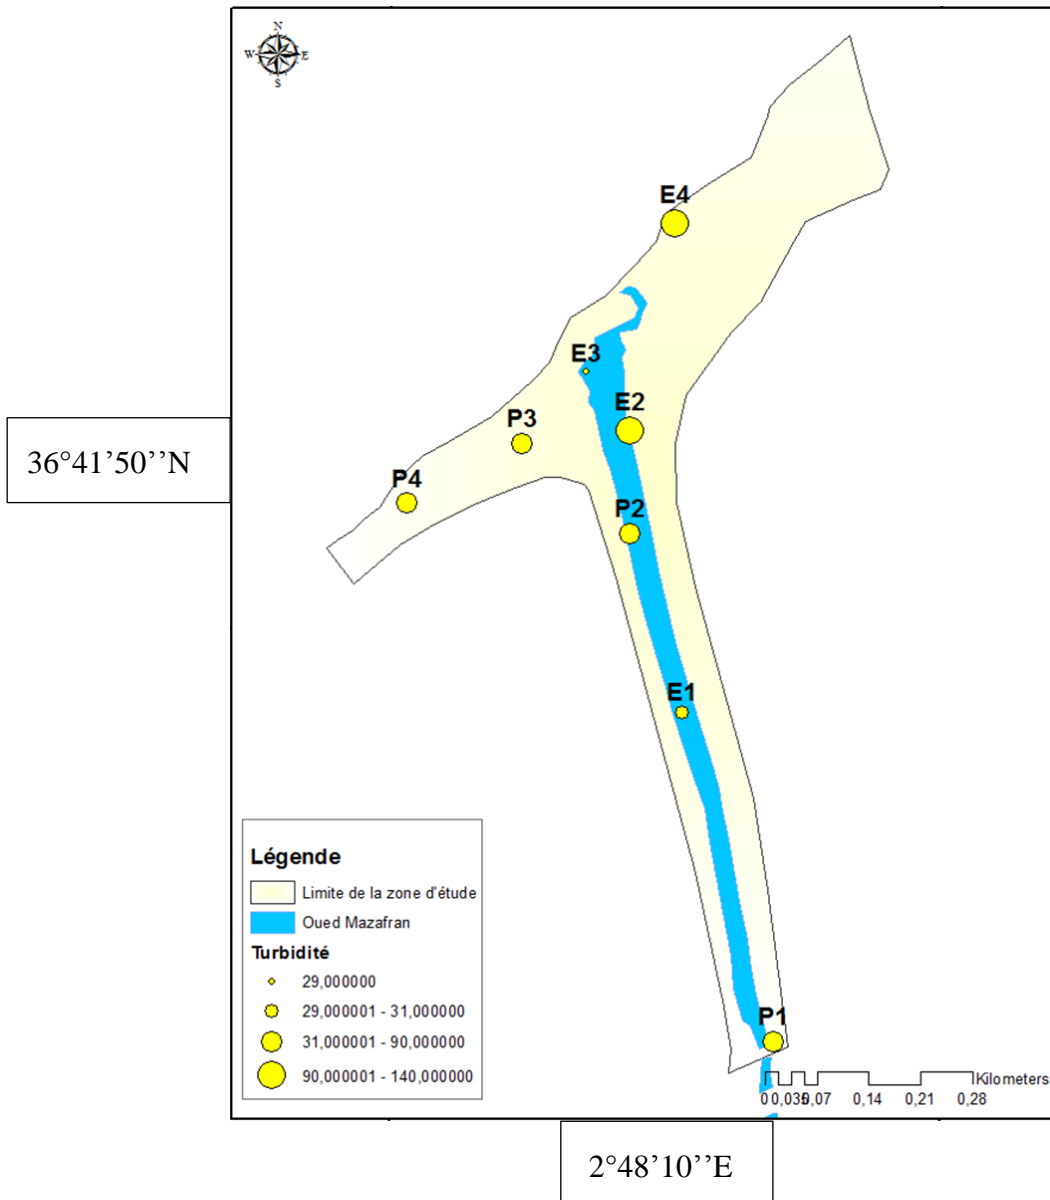 N
W E
S
E4
E3
E2
P3
36°41'50''N
P4
P2
E1
Légende
Limite de la zone d'étude
Oued Mazafran
Turbidité
29,000000
29,000001 - 31,000000
31,000001 - 90,000000
90,000001 - 140,000000
P1
Kilometers
0 0,035 0,07 0,14 0,21 0,28
2°48'10''E